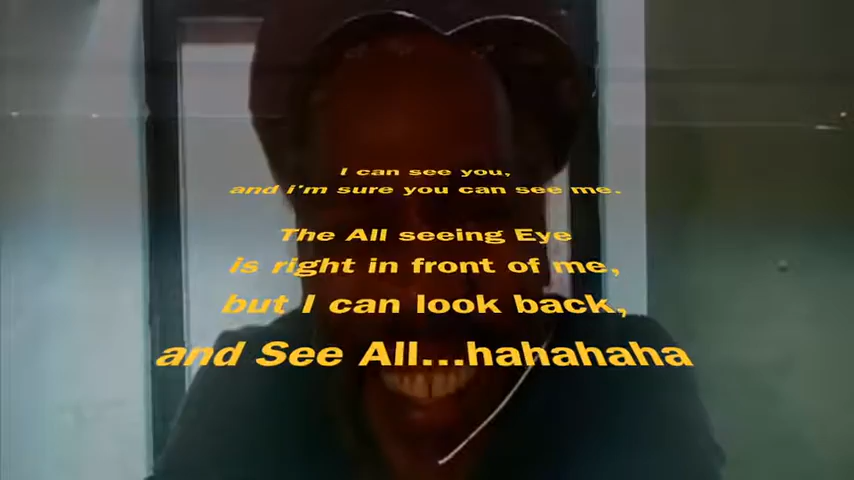 I can see you,
and i'm sure you can see me.
The All seeing Eye
is right in front of me,
but I can look back,
and See All...hahahaha